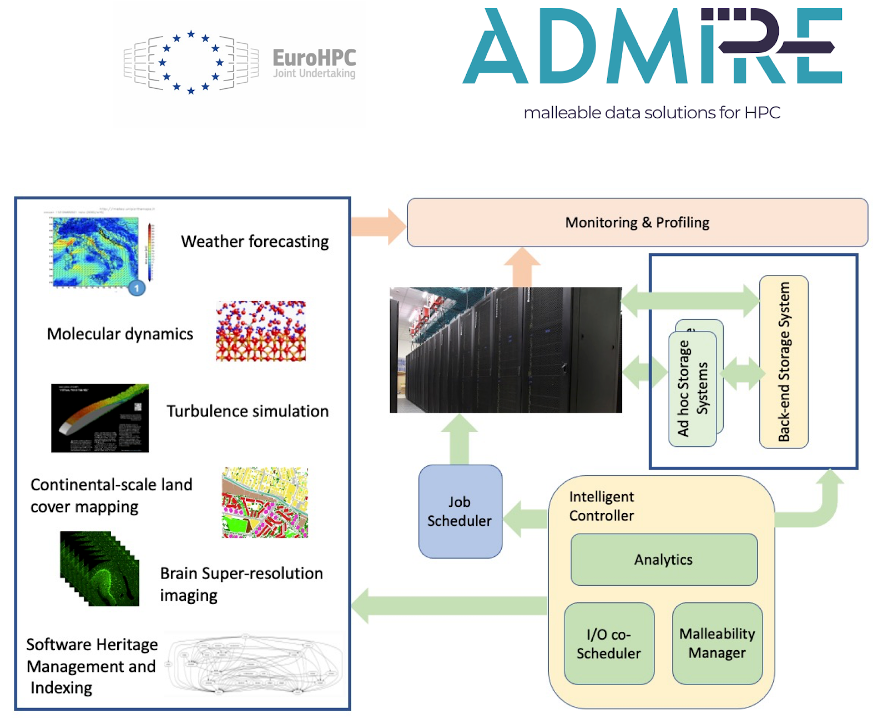 EuroHPC
Joint Undertaking
ADMIRE
malleable data solutions for HPC
Monitoring & Profiling
Weather forecasting
1
Molecular dynamics
Turbulence simulation
Continental-scale land
cover mapping
Brain Super-resolution
imaging
Software Heritage
Management and
Indexing
Ad hoc Storage
Systems
Back-end Storage System
Job
Scheduler
Intelligent
Controller
Analytics
I/O co-
Scheduler
Malleability
Manager